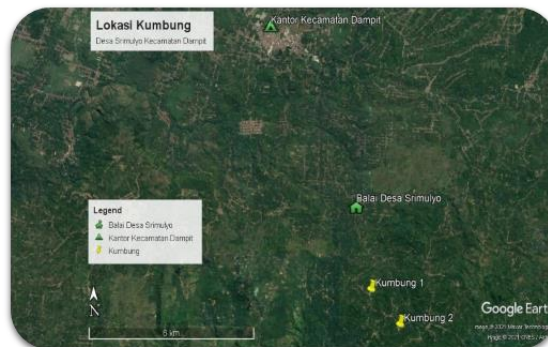 Lokasi Kumbung
Desa Srimulyo Kecamatan Dampit
Kantor Kecamatan Dampit
Balai Desa Srimulyo
Legend
Balai Desa Srimulyo
Kantor Kecamatan Dampit
Kumbung
Kumbung 1
Kumbung 2
N
5 km
Google Eart